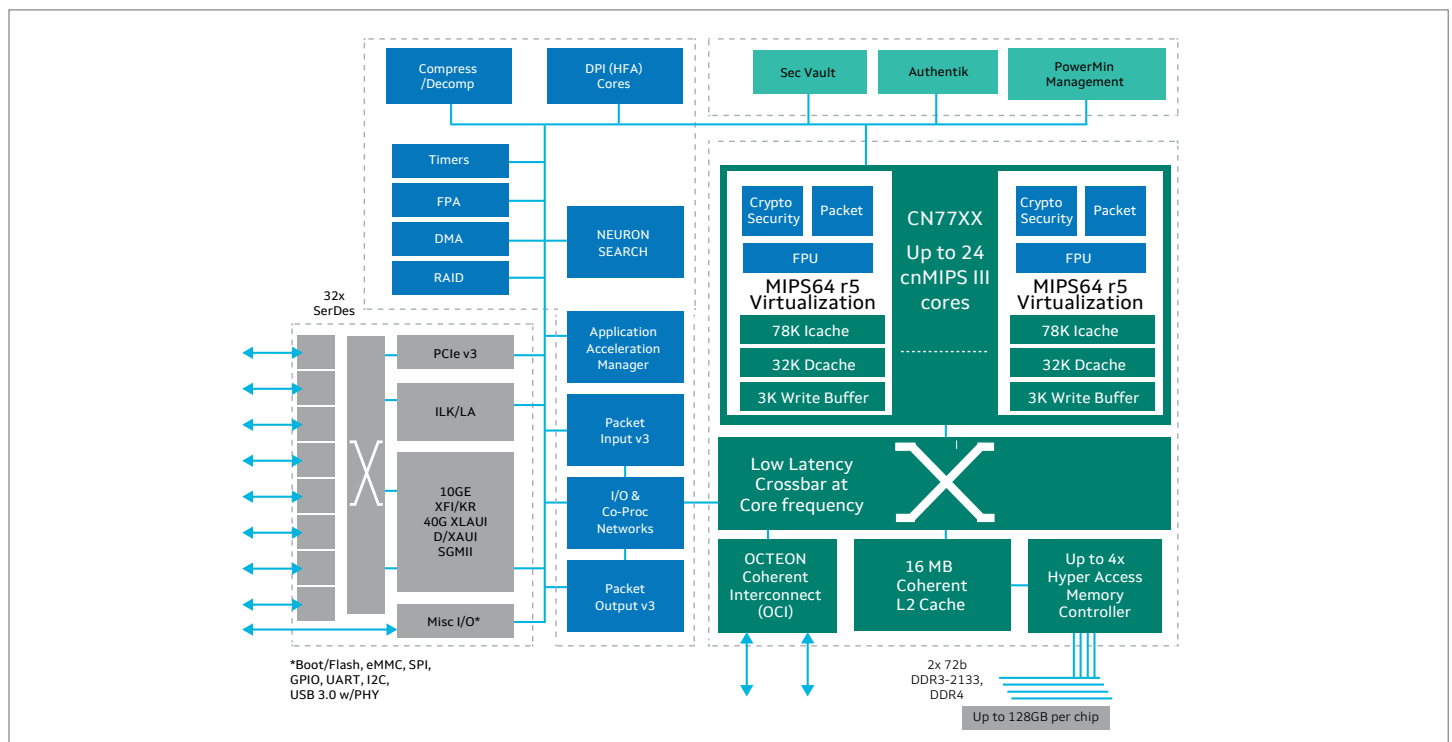 Compress
/Decomp
DPI (HFA)
Cores
Sec Vault
Authentik
PowerMin
Management
Timers
FPA
DMA
RAID
NEURON
SEARCH
32x
SerDes
PCIe v3
ILK/LA
10GE
XFI/KR
40G XLAUI
D/XAUI
SGMII
Misc I/O*
*Boot/Flash, eMMC, SPI,
GPIO, UART, I2C,
USB 3.0 w/PHY
Application
Acceleration
Manager
Packet
Input v3
I/O &
Co-Proc
Networks
Packet
Output v3
Crypto
Security
Packet
FPU
MIPS64 r5
Virtualization
78K Icache
32K Dcache
3K Write Buffer
CN77XX
Up to 24
cnMIPS III
cores
Crypto
Security
Packet
FPU
MIPS64 r5
Virtualization
78K Icache
32K Dcache
3K Write Buffer
Low Latency
Crossbar at
Core frequency
OCTEON
Coherent
Interconnect
(OCI)
16 MB
Coherent
L2 Cache
Up to 4x
Hyper Access
Memory
Controller
2x 72b
DDR3-2133,
DDR4
Up to 128GB per chip